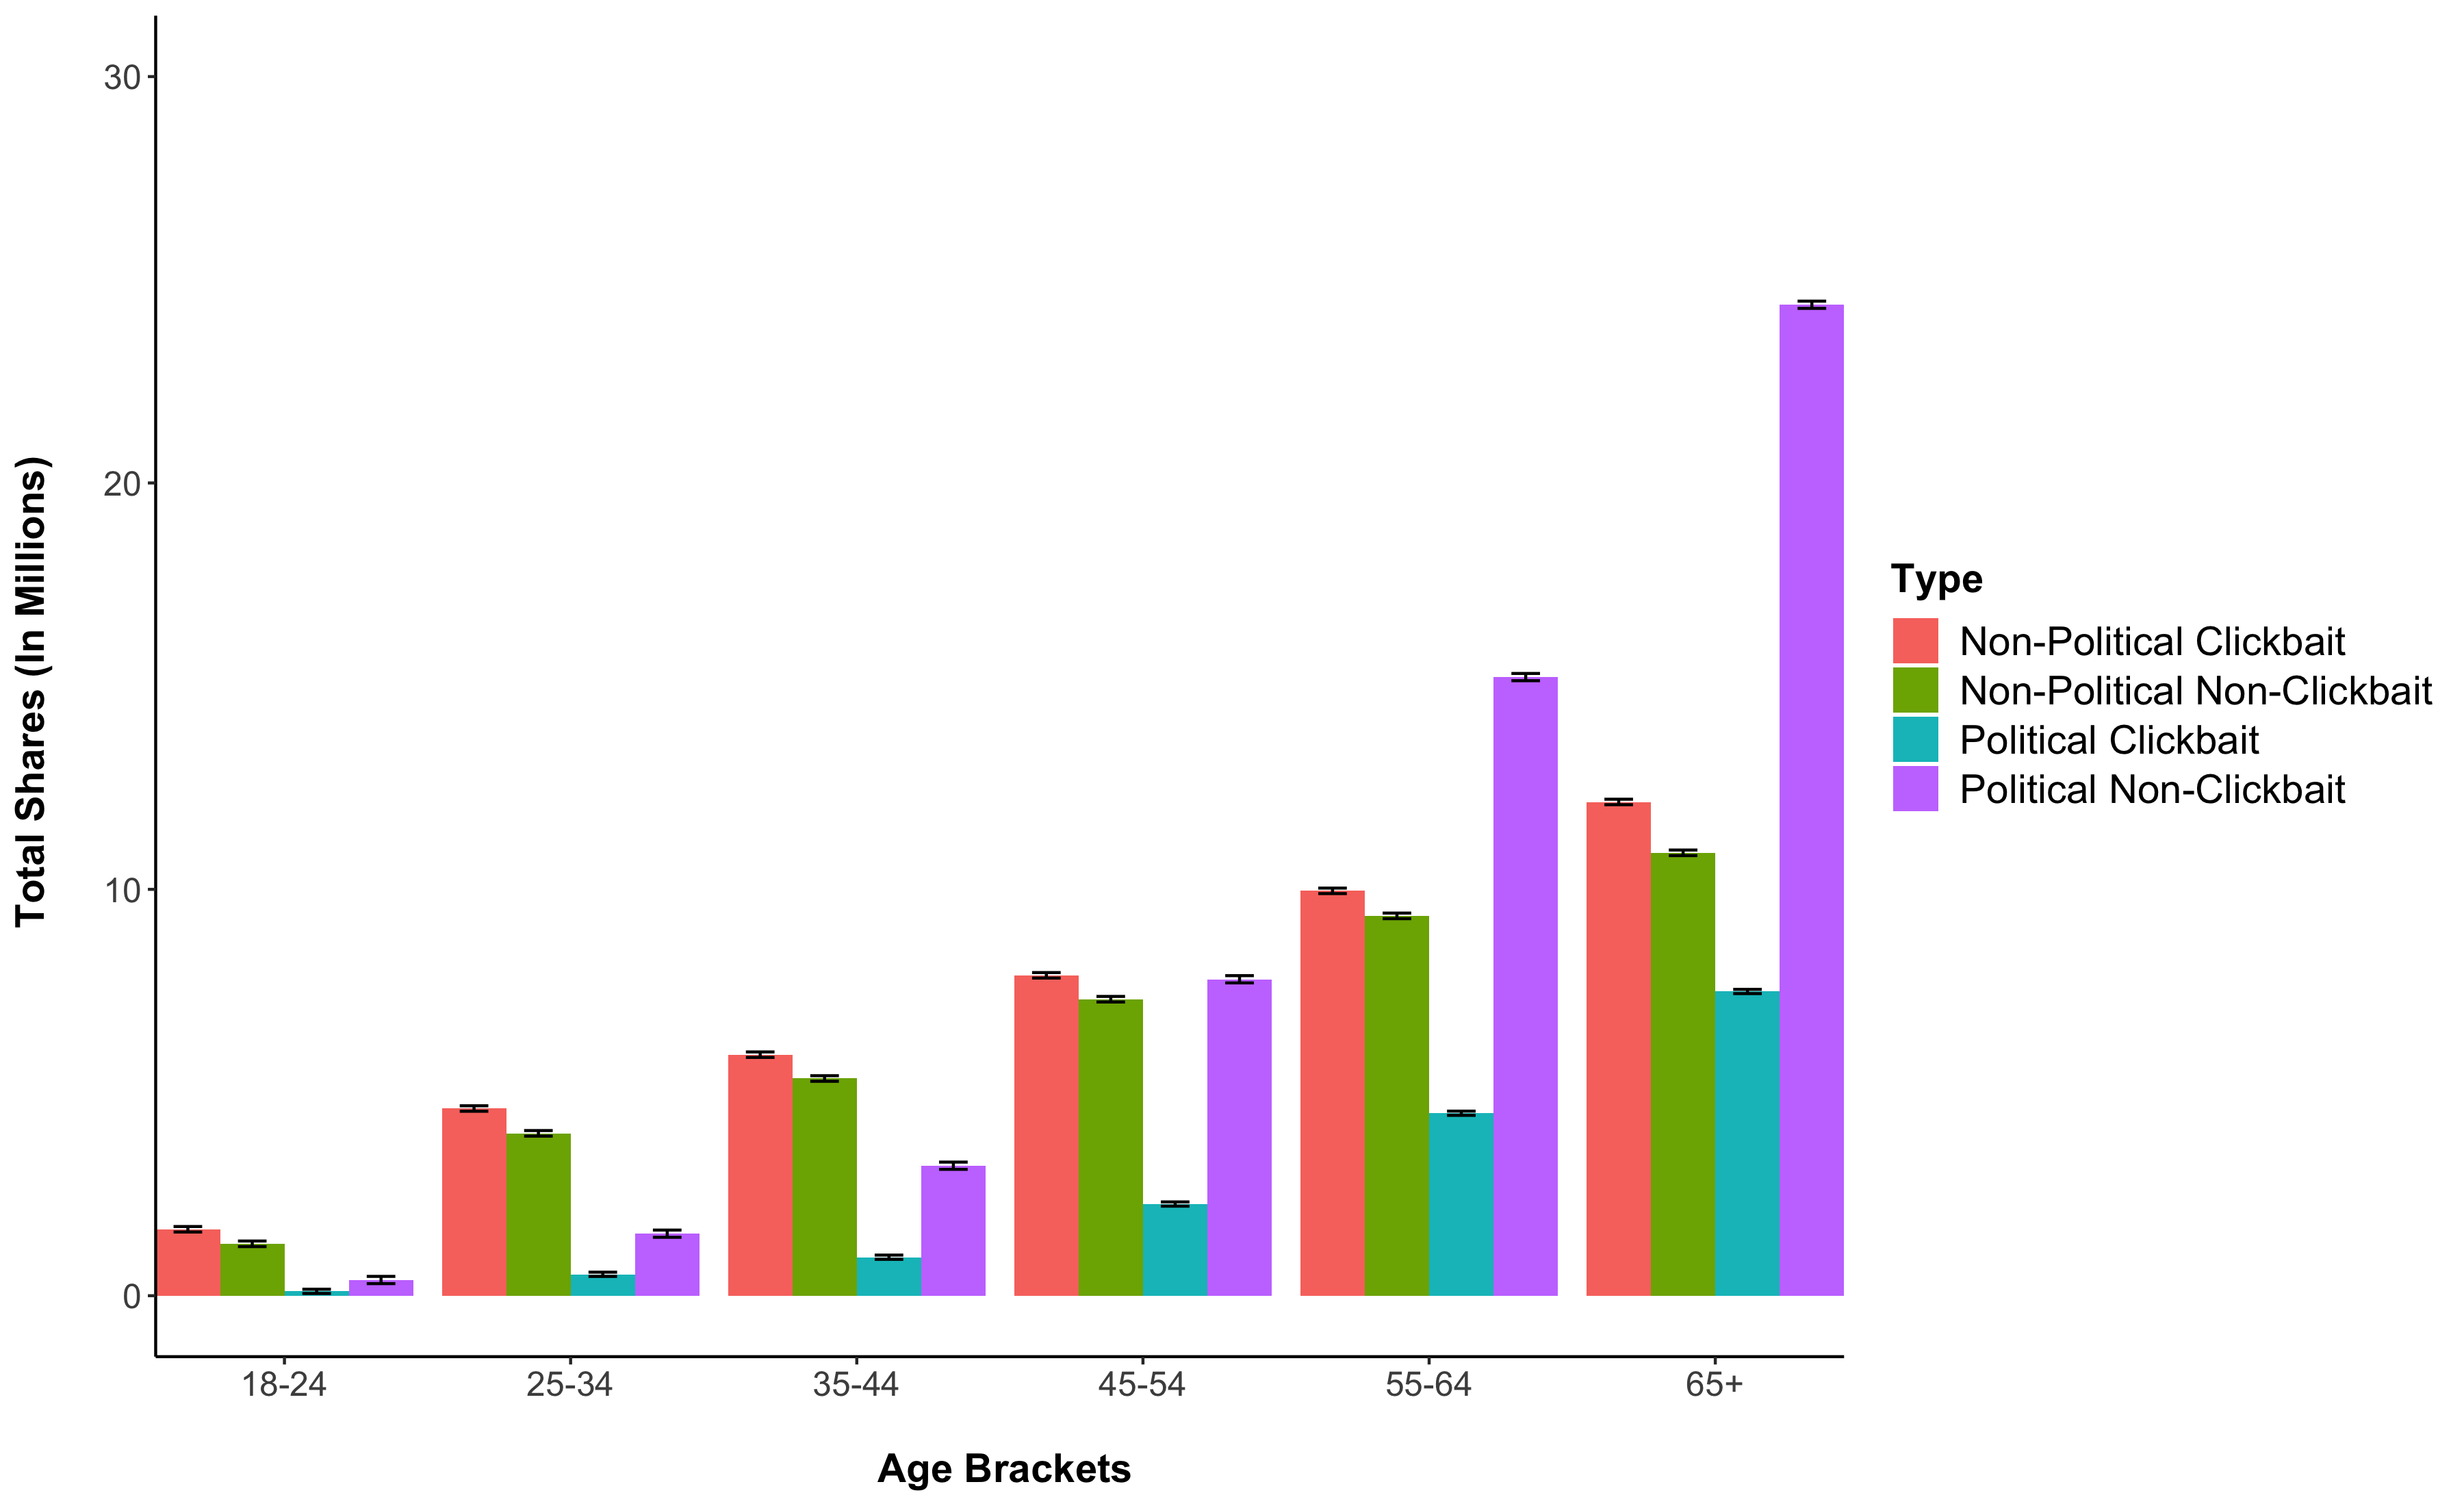 Total Shares (In Millions)
30
20
10
0
18-24
25-34
35-44
45-54
55-64
65+
Age Brackets
Type
Non-Political Clickbait
Non-Political Non-Clickbait
Political Clickbait
Political Non-Clickbait